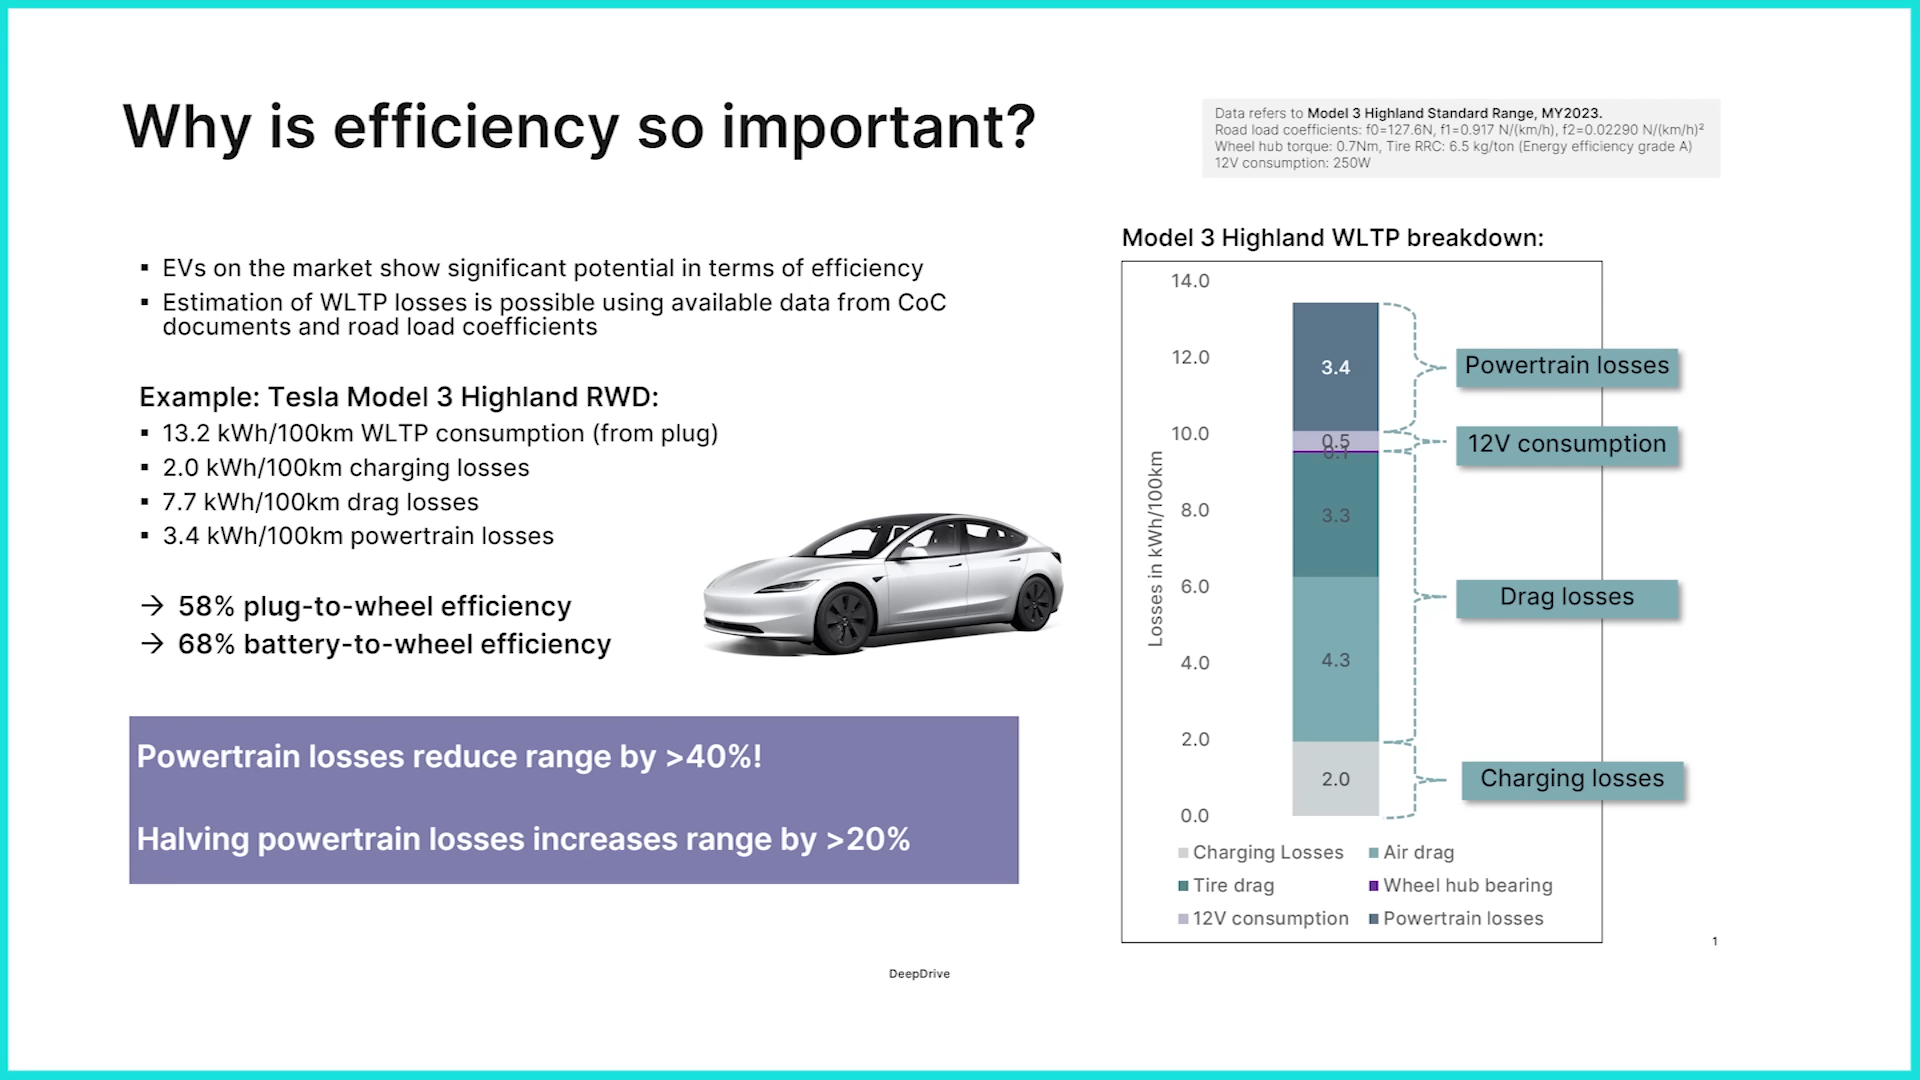 Why is efficiency so important?
Data refers to Model 3 Highland Standard Range, MY2023.
Road load coefficients: f0=127.6N, f1=0.917 N/(km/h), f2=0.02290 N/(km/h)²
Wheel hub torque: 0.7Nm, Tire RRC: 6.5 kg/ton (Energy efficiency grade A)
12V consumption: 250W
▪ EVs on the market show significant potential in terms of efficiency
▪ Estimation of WLTP losses is possible using available data from CoC
documents and road load coefficients
Example: Tesla Model 3 Highland RWD:
▪ 13.2 kWh/100km WLTP consumption (from plug)
▪ 2.0 kWh/100km charging losses
▪ 7.7 kWh/100km drag losses
▪ 3.4 kWh/100km powertrain losses
→ 58% plug-to-wheel efficiency
→ 68% battery-to-wheel efficiency
Powertrain losses reduce range by >40%!
Halving powertrain losses increases range by >20%
Model 3 Highland WLTP breakdown:
Losses in kWh/100km
14.0
12.0
10.0
8.0
6.0
4.0
2.0
0.0
3.4
0.5
0.1
3.3
4.3
2.0
Powertrain losses
12V consumption
Drag losses
Charging losses
Charging Losses
Air drag
Tire drag
Wheel hub bearing
12V consumption
Powertrain losses
1
DeepDrive